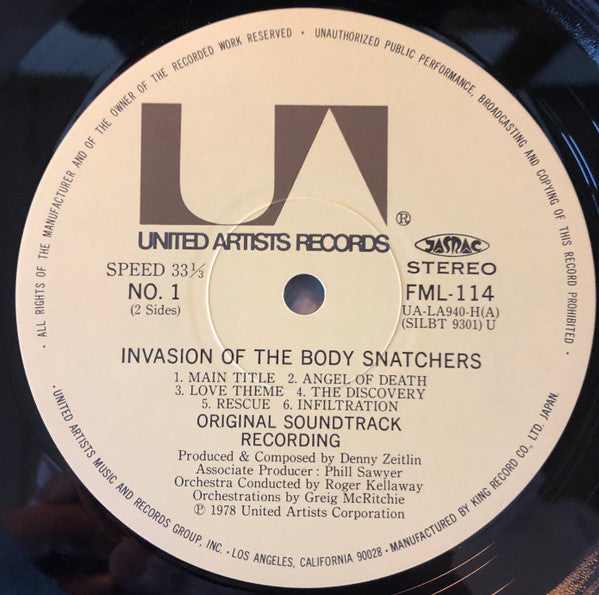 · ALL RIGHTS OF THE MANUFACTURER AND OF THE OWNER OF THE RECORDED WORK RESERVED · UNAUTHORIZED PUBLIC PERFORMANCE, BROADCASTING AND COPYING OF THIS RECORD PROHIBITED
UA®
UNITED ARTISTS RECORDS
JASRAC
SPEED 33 1/3
STEREO
NO. 1
FML-114
(2 Sides)
UA-LA940-H(A)
(SILBT 9301) U
INVASION OF THE BODY SNATCHERS
1. MAIN TITLE 2. ANGEL OF DEATH
3. LOVE THEME 4. THE DISCOVERY
5. RESCUE 6. INFILTRATION
ORIGINAL SOUNDTRACK
RECORDING
Produced & Composed by Denny Zeitlin
Associate Producer : Phill Sawyer
Orchestra Conducted by Roger Kellaway
Orchestrations by Greig McRitchie
℗ 1978 United Artists Corporation
· UNITED ARTISTS MUSIC AND RECORDS GROUP, INC. · LOS ANGELES, CALIFORNIA 90028 · MANUFACTURED BY KING RECORD CO., LTD. JAPAN.